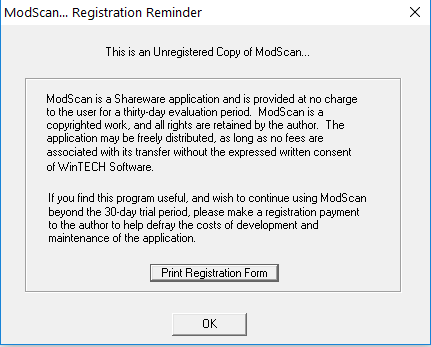 ModScan... Registration Reminder
This is an Unregistered Copy of ModScan...
ModScan is a Shareware application and is provided at no charge
to the user for a thirty-day evaluation period. ModScan is a
copyrighted work, and all rights are retained by the author. The
application may be freely distributed, as long as no fees are
associated with its transfer without the expressed written consent
of WinTECH Software.
If you find this program useful, and wish to continue using ModScan
beyond the 30-day trial period, please make a registration payment
to the author to help defray the costs of development and
maintenance of the application.
Print Registration Form
OK